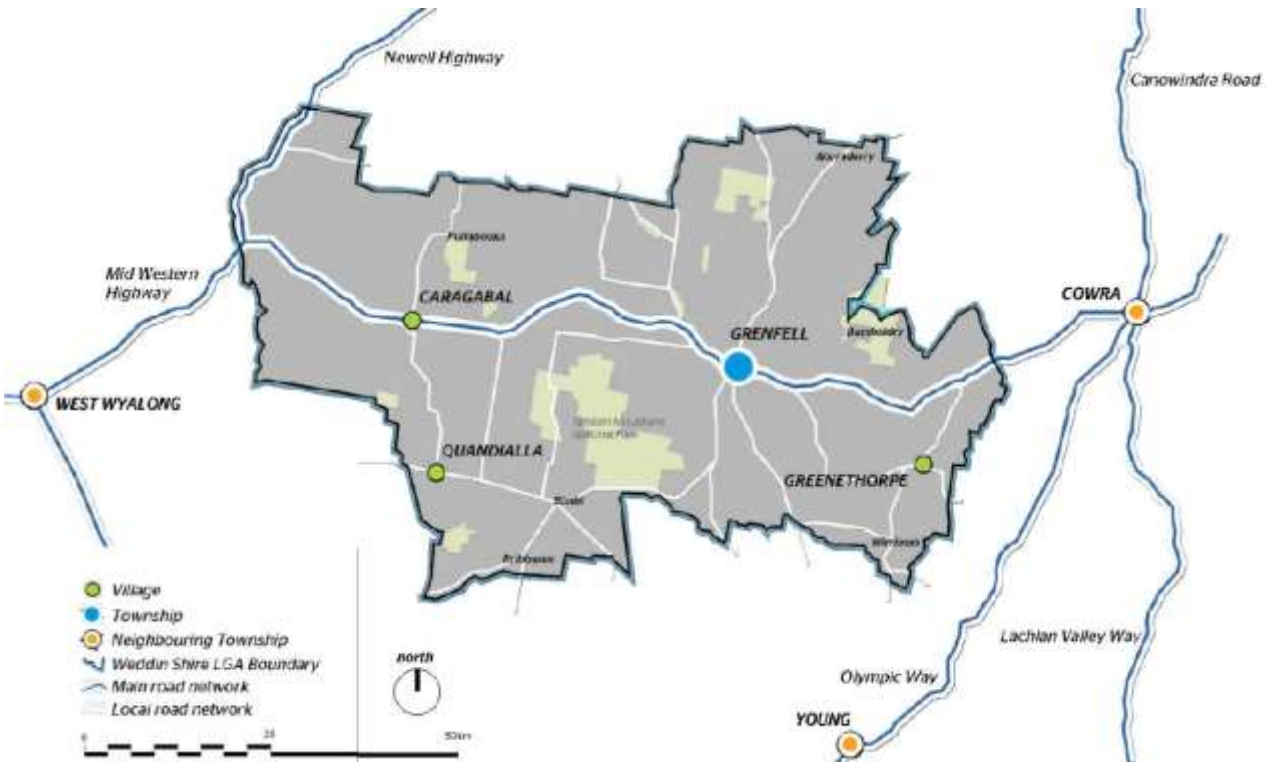 Newell Highway
Canowindra Road
Mid Western
Highway
CARAGABAL
COWRA
GRENFELL
WEST WYALONG
QUANDIALLA
GREENETHORPE
Village
Township
Neighbouring Township
Weddin Shire LGA Boundary
Main road network
Local road network
north
0
25
50km
Lachlan Valley Way
Olympic Way
YOUNG